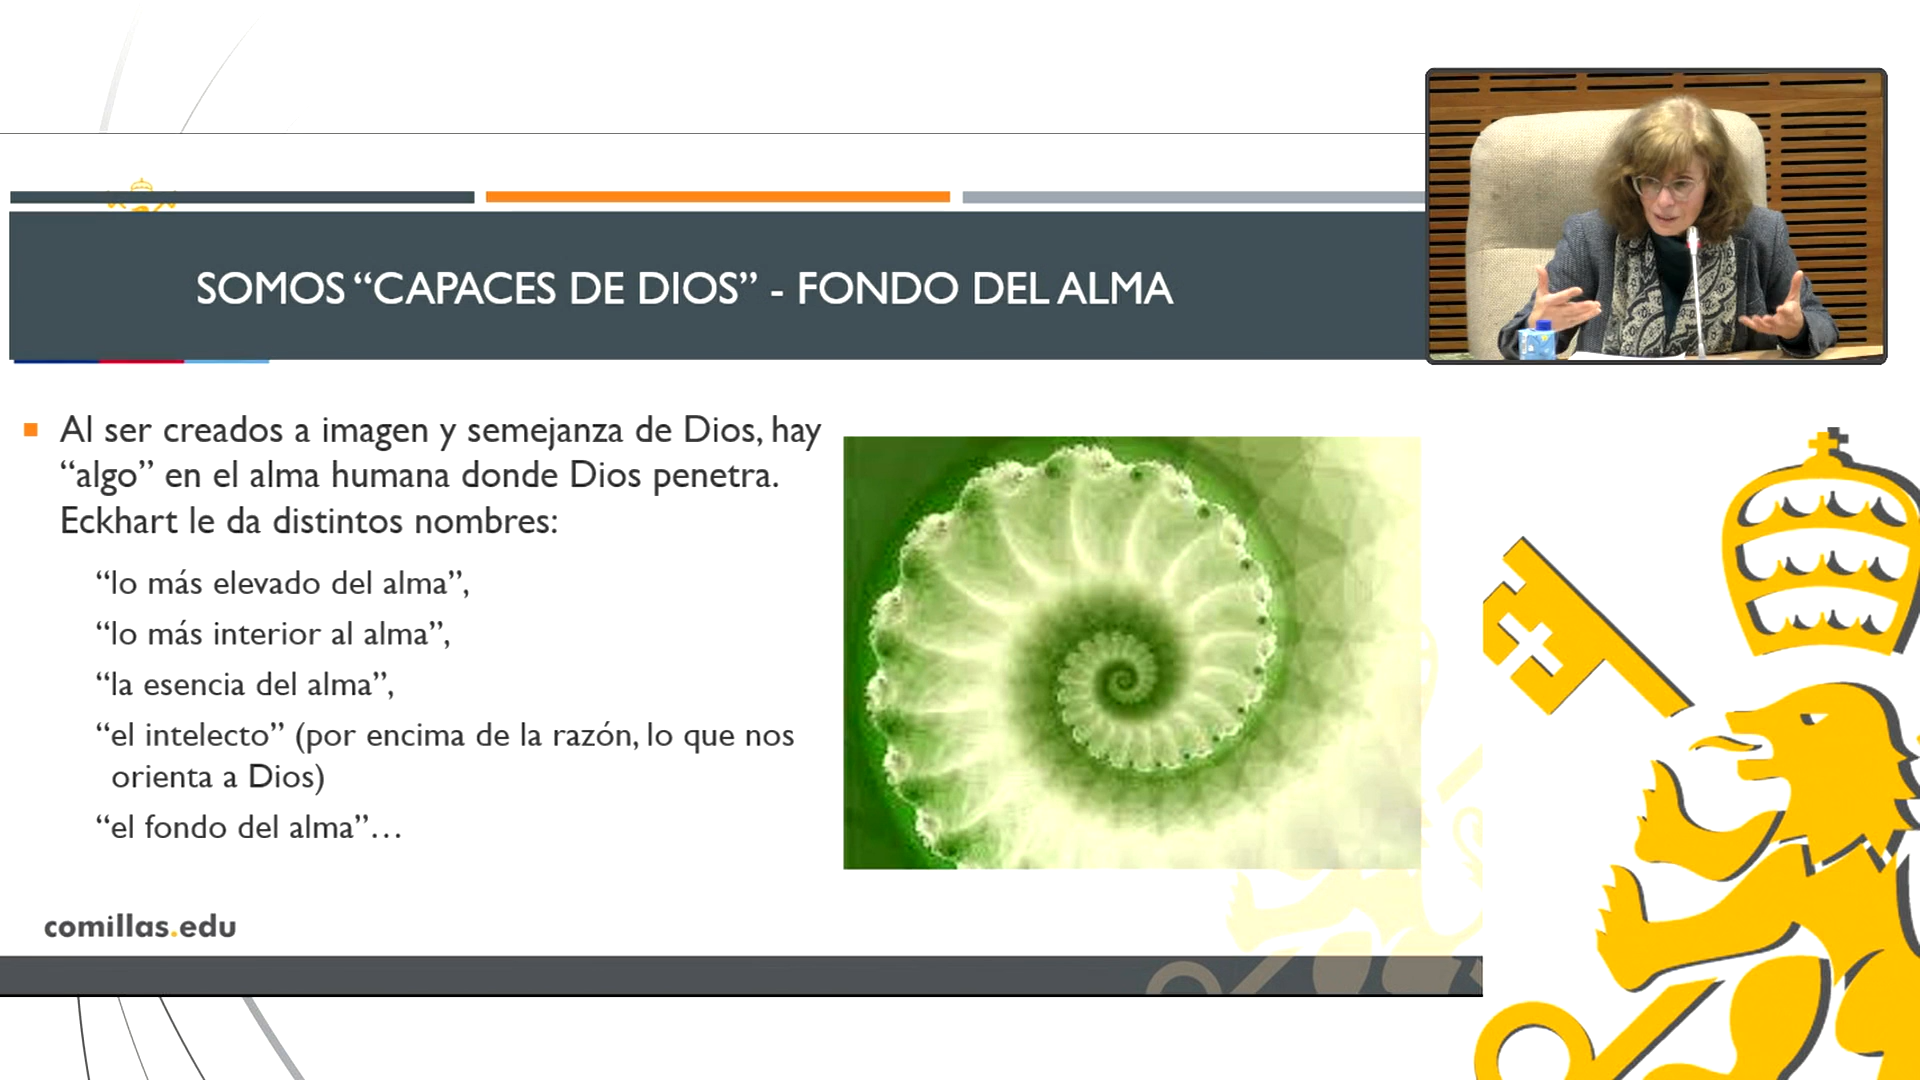 SOMOS “CAPACES DE DIOS” - FONDO DEL ALMA
Al ser creados a imagen y semejanza de Dios, hay
“algo” en el alma humana donde Dios penetra.
Eckhart le da distintos nombres:
“lo más elevado del alma”,
“lo más interior al alma”,
“la esencia del alma”,
“el intelecto” (por encima de la razón, lo que nos
orienta a Dios)
“el fondo del alma”…
comillas.edu